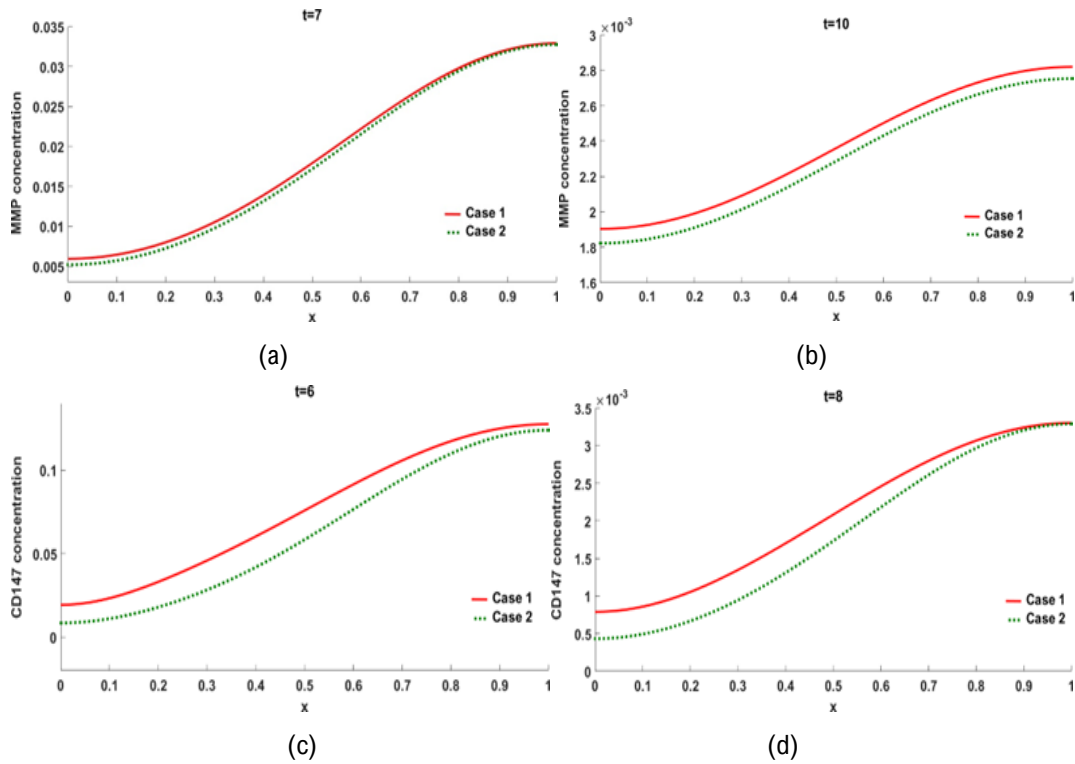 t=7
0.035
0.03
0.025
0.02
0.015
0.01
0.005
MMP concentration
Case 1
Case 2
0 0.1 0.2 0.3 0.4 0.5 0.6 0.7 0.8 0.9 1
x
(a)
t=10
×10⁻³
3
2.8
2.6
2.4
2.2
2
1.8
1.6
MMP concentration
Case 1
Case 2
0 0.1 0.2 0.3 0.4 0.5 0.6 0.7 0.8 0.9 1
x
(b)
t=6
0.1
0.05
0
CD147 concentration
Case 1
Case 2
0 0.1 0.2 0.3 0.4 0.5 0.6 0.7 0.8 0.9 1
x
(c)
t=8
×10⁻³
3.5
3
2.5
2
1.5
1
0.5
0
CD147 concentration
Case 1
Case 2
0 0.1 0.2 0.3 0.4 0.5 0.6 0.7 0.8 0.9 1
x
(d)